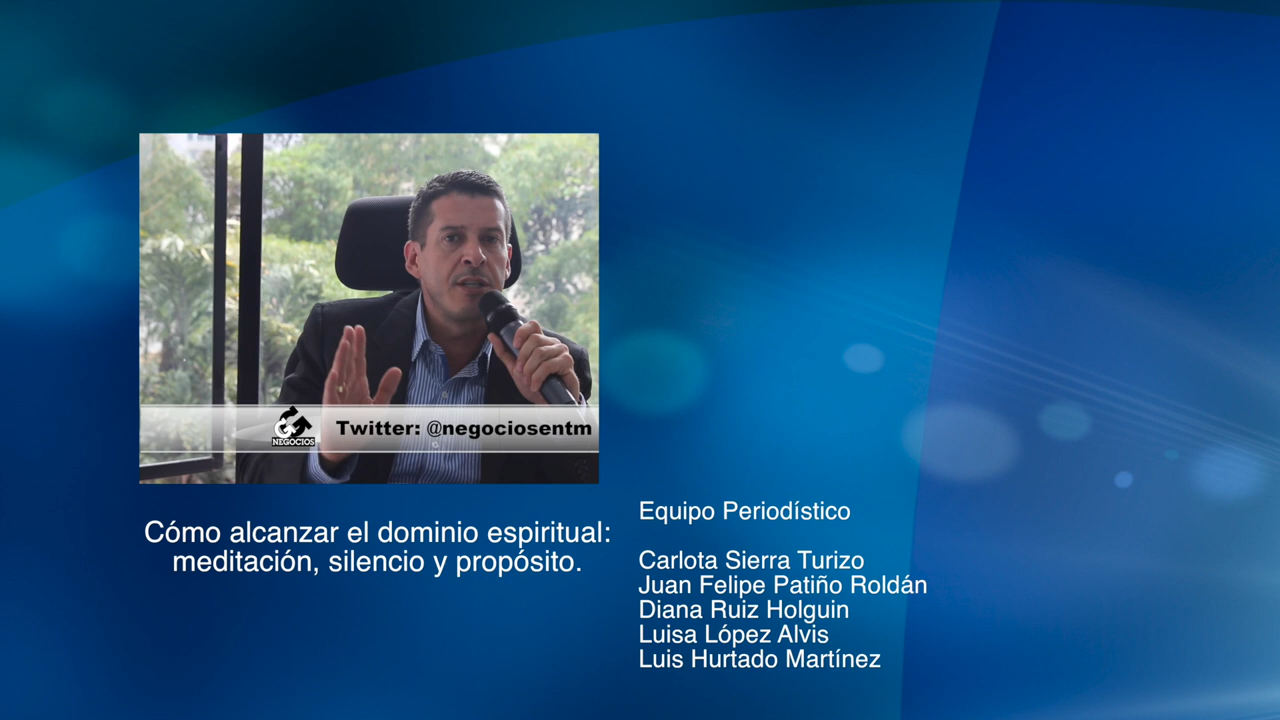 NEGOCIOS
Twitter: @negociosentm
Cómo alcanzar el dominio espiritual:
meditación, silencio y propósito.
Equipo Periodístico
Carlota Sierra Turizo
Juan Felipe Patiño Roldán
Diana Ruiz Holguin
Luisa López Alvis
Luis Hurtado Martínez